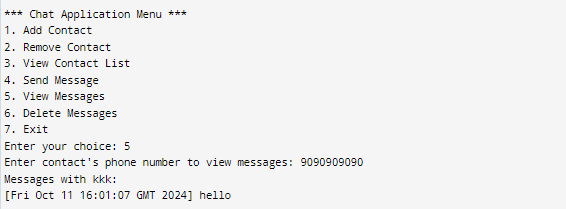 *** Chat Application Menu ***
1. Add Contact
2. Remove Contact
3. View Contact List
4. Send Message
5. View Messages
6. Delete Messages
7. Exit
Enter your choice: 5
Enter contact's phone number to view messages: 9090909090
Messages with kkk:
[Fri Oct 11 16:01:07 GMT 2024] hello